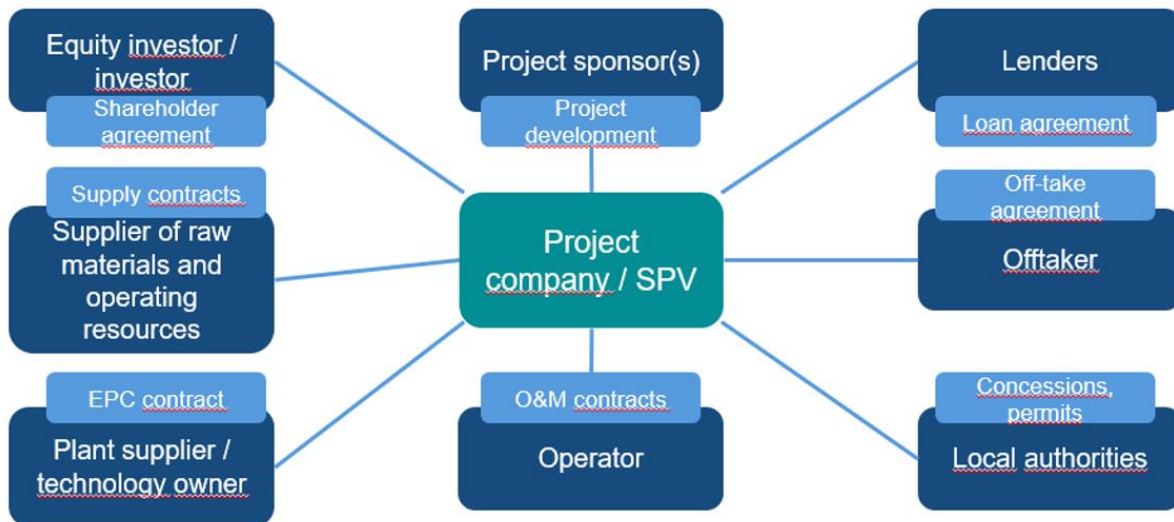 Equity investor /
investor
Shareholder
agreement
Project sponsor(s)
Project
development
Lenders
Loan agreement
Supply contracts
Supplier of raw
materials and
operating
resources
Project
company / SPV
Off-take
agreement
Offtaker
EPC contract
Plant supplier /
technology owner
O&M contracts
Operator
Concessions,
permits
Local authorities